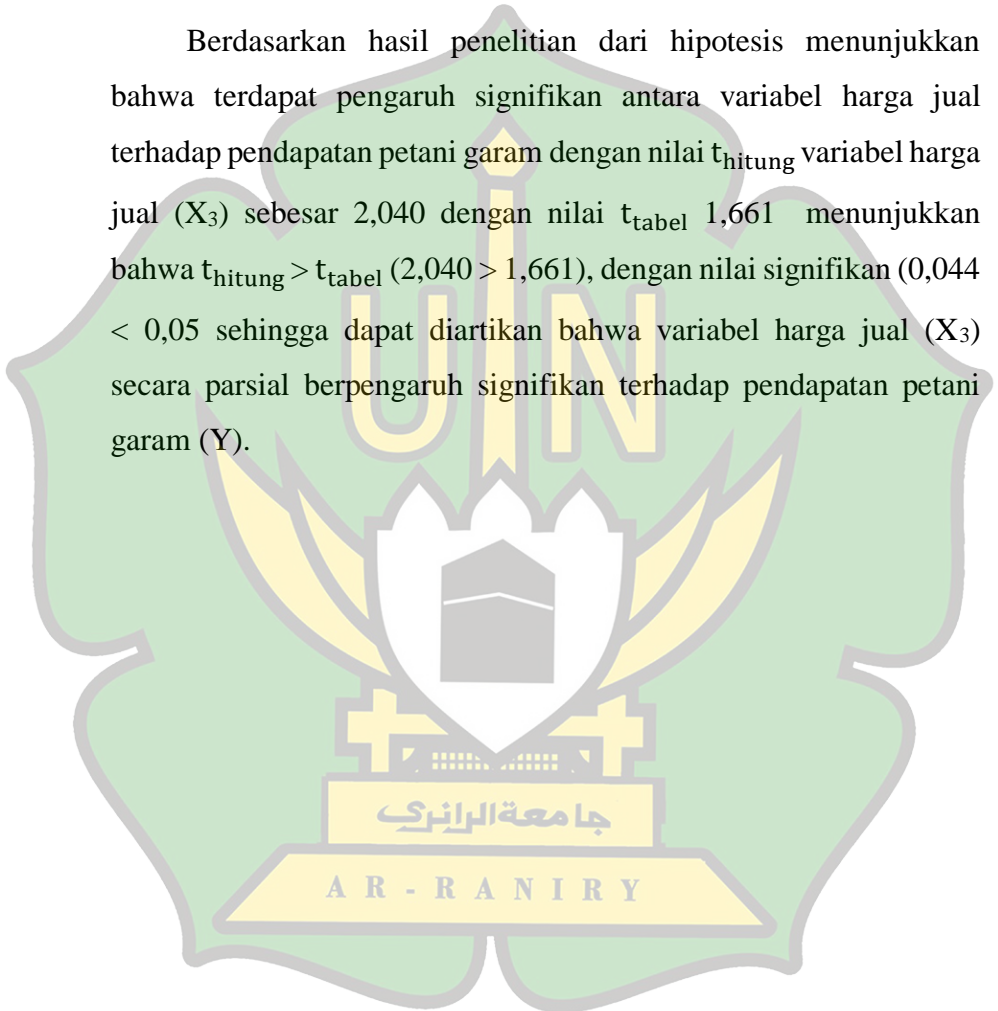 Berdasarkan hasil penelitian dari hipotesis menunjukkan
bahwa terdapat pengaruh signifikan antara variabel harga jual
terhadap pendapatan petani garam dengan nilai t_hitung variabel harga
jual (X₃) sebesar 2,040 dengan nilai t_tabel 1,661 menunjukkan
bahwa t_hitung > t_tabel (2,040 > 1,661), dengan nilai signifikan (0,044
< 0,05 sehingga dapat diartikan bahwa variabel harga jual (X₃)
secara parsial berpengaruh signifikan terhadap pendapatan petani
garam (Y).
UIN
جامعة الرانري
AR-RANIRY